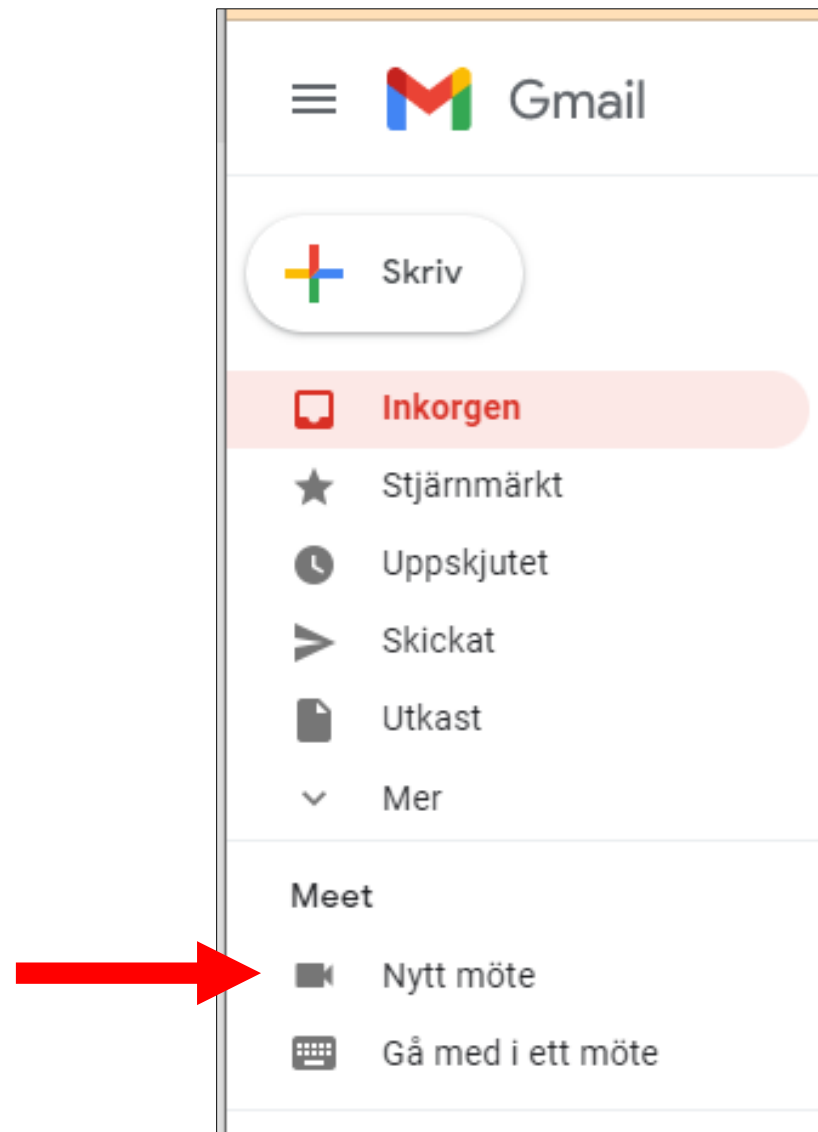 Gmail
Skriv
Inkorgen
Stjärnmärkt
Uppskjutet
Skickat
Utkast
Mer
Meet
Nytt möte
Gå med i ett möte